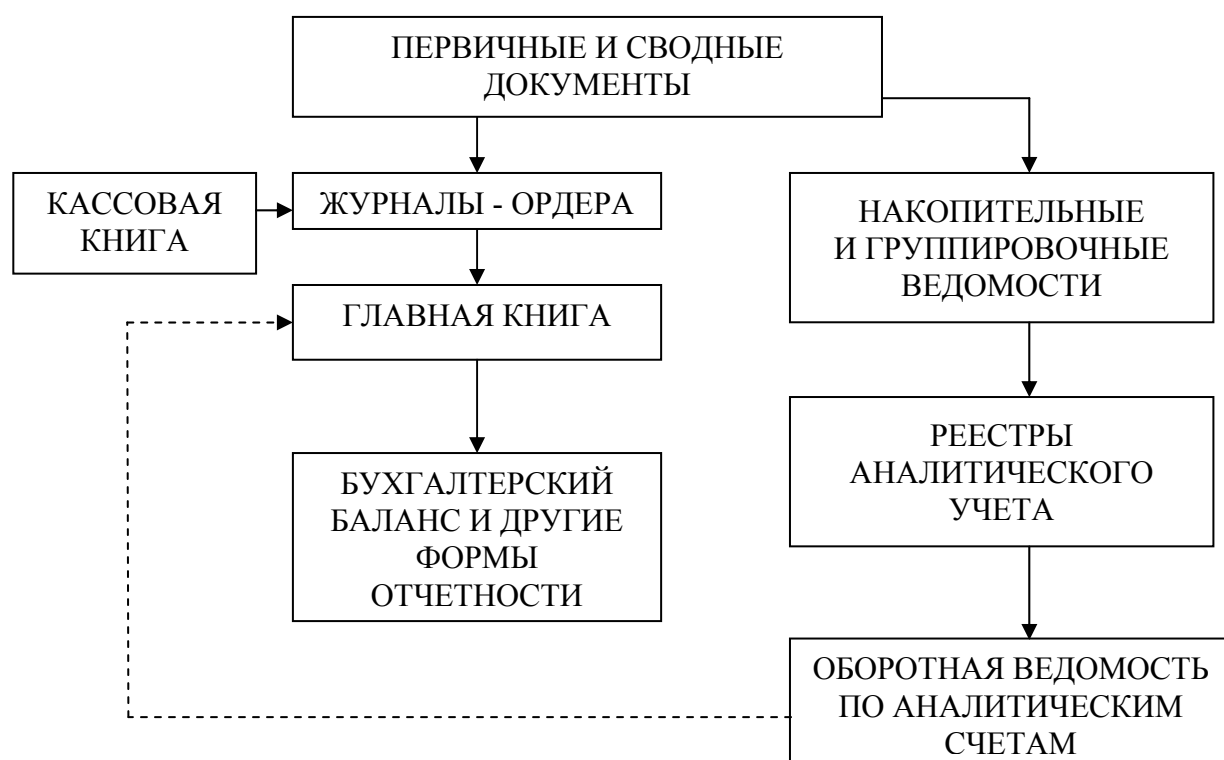 ПЕРВИЧНЫЕ И СВОДНЫЕ
ДОКУМЕНТЫ
КАССОВАЯ
КНИГА
ЖУРНАЛЫ - ОРДЕРА
НАКОПИТЕЛЬНЫЕ
И ГРУППИРОВОЧНЫЕ
ВЕДОМОСТИ
ГЛАВНАЯ КНИГА
РЕЕСТРЫ
АНАЛИТИЧЕСКОГО
УЧЕТА
БУХГАЛТЕРСКИЙ
БАЛАНС И ДРУГИЕ
ФОРМЫ
ОТЧЕТНОСТИ
ОБОРОТНАЯ ВЕДОМОСТЬ
ПО АНАЛИТИЧЕСКИМ
СЧЕТАМ